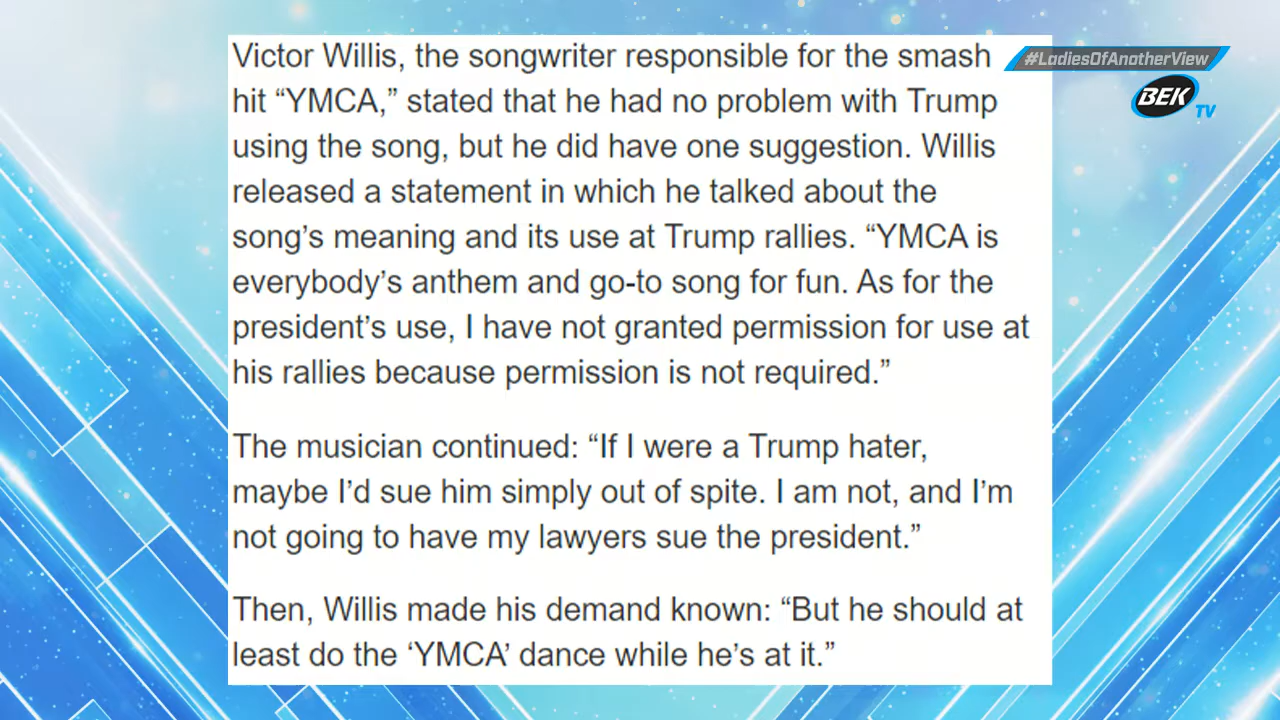 Victor Willis, the songwriter responsible for the smash
hit “YMCA,” stated that he had no problem with Trump
using the song, but he did have one suggestion. Willis
released a statement in which he talked about the
song’s meaning and its use at Trump rallies. “YMCA is
everybody’s anthem and go-to song for fun. As for the
president’s use, I have not granted permission for use at
his rallies because permission is not required.”
The musician continued: “If I were a Trump hater,
maybe I’d sue him simply out of spite. I am not, and I’m
not going to have my lawyers sue the president.”
Then, Willis made his demand known: “But he should at
least do the ‘YMCA’ dance while he’s at it.”
#LadiesOfAnotherView
BEK TV